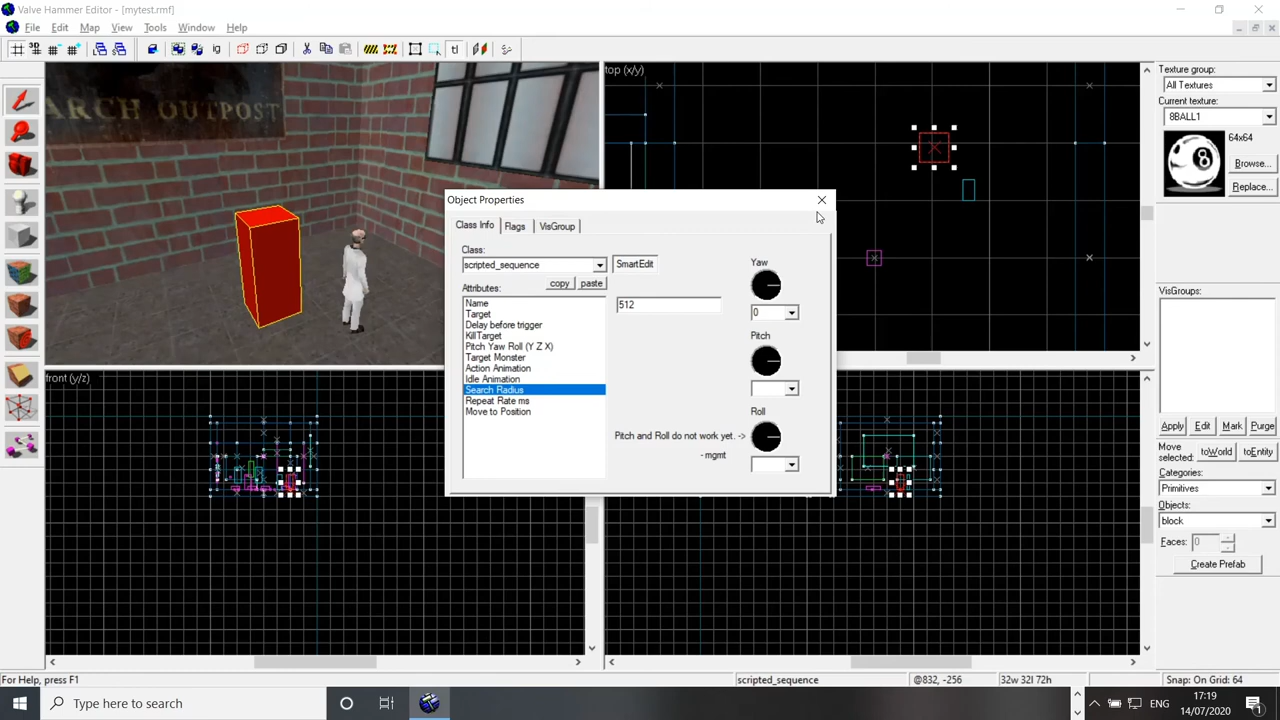 Valve Hammer Editor - [mytest.rmf]
File Edit Map View Tools Window Help
3D
ig
tl
ARCH OUTPOST
top (x/y)
front (y/z)
Object Properties
Class Info Flags VisGroup
Class:
scripted_sequence
SmartEdit
Attributes:
copy paste
Name
Target
Delay before trigger
KillTarget
Pitch Yaw Roll (Y Z X)
Target Monster
Action Animation
Idle Animation
Search Radius
Repeat Rate ms
Move to Position
512
Yaw
0
Pitch
Roll
Pitch and Roll do not work yet. ->
- mgmt
Texture group:
All Textures
Current texture:
8BALL1
64x64
8
Browse...
Replace...
VisGroups:
Apply Edit Mark Purge
Move
selected:
toWorld toEntity
Categories:
Primitives
Objects:
block
Faces: 0
Create Prefab
For Help, press F1
scripted_sequence
@832, -256
32w 32l 72h
Snap: On Grid: 64
Type here to search
ENG
17:19
14/07/2020
1